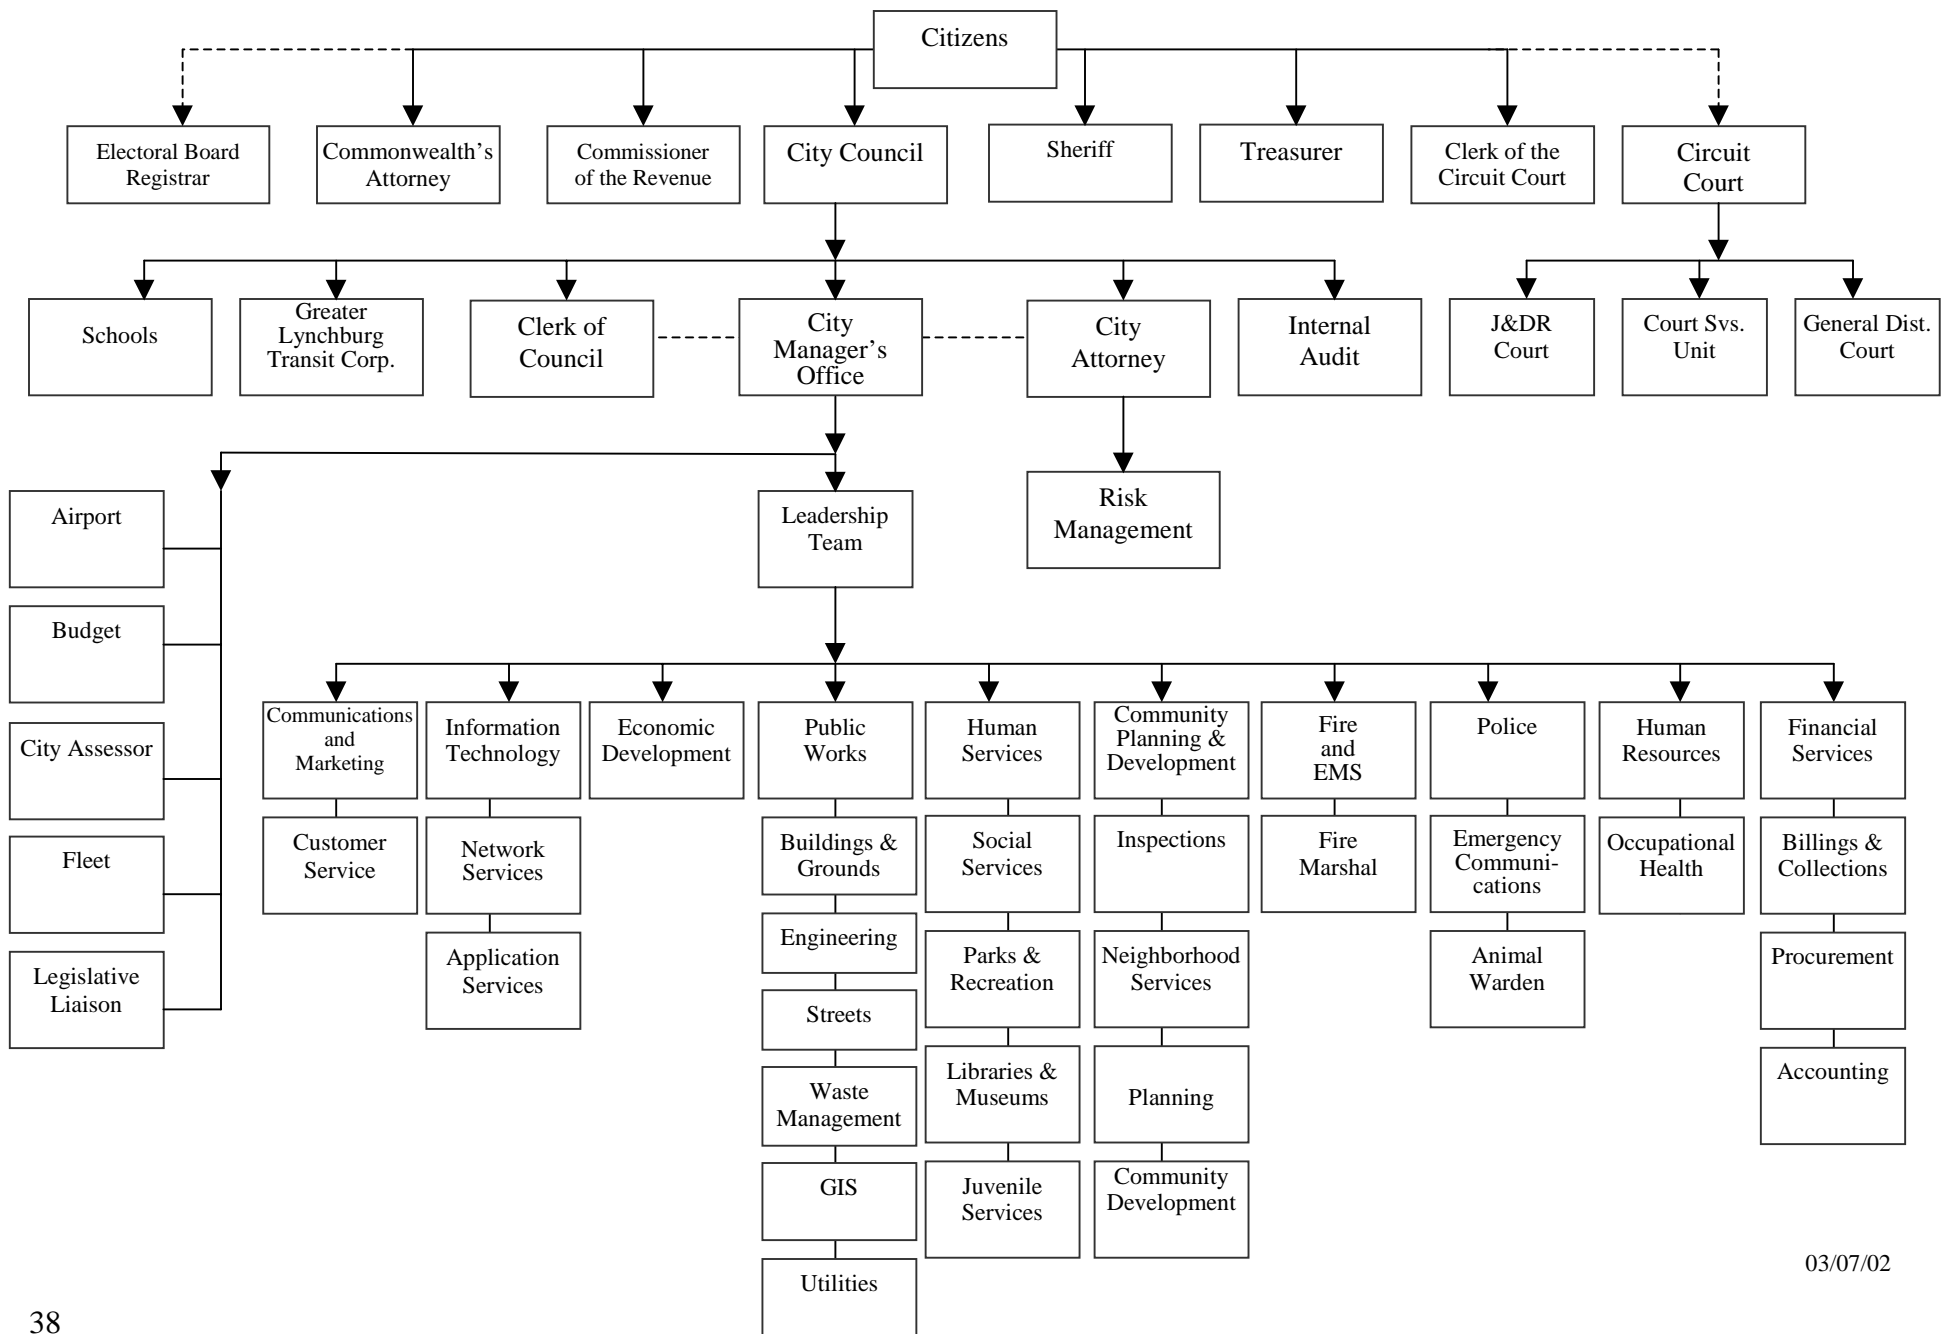 Citizens
Electoral Board
Registrar
Commonwealth's
Attorney
Commissioner
of the Revenue
City Council
Sheriff
Treasurer
Clerk of the
Circuit Court
Circuit
Court
Schools
Greater
Lynchburg
Transit Corp.
Clerk of
Council
City
Manager's
Office
City
Attorney
Internal
Audit
J&DR
Court
Court Svs.
Unit
General Dist.
Court
Airport
Budget
City Assessor
Fleet
Legislative
Liaison
Leadership
Team
Risk
Management
Communications
and
Marketing
Customer
Service
Information
Technology
Network
Services
Application
Services
Economic
Development
Public
Works
Buildings &
Grounds
Engineering
Streets
Waste
Management
GIS
Utilities
Human
Services
Social
Services
Parks &
Recreation
Libraries &
Museums
Juvenile
Services
Community
Planning &
Development
Inspections
Neighborhood
Services
Planning
Community
Development
Fire
and
EMS
Fire
Marshal
Police
Emergency
Communi-
cations
Animal
Warden
Human
Resources
Occupational
Health
Financial
Services
Billings &
Collections
Procurement
Accounting
03/07/02
38